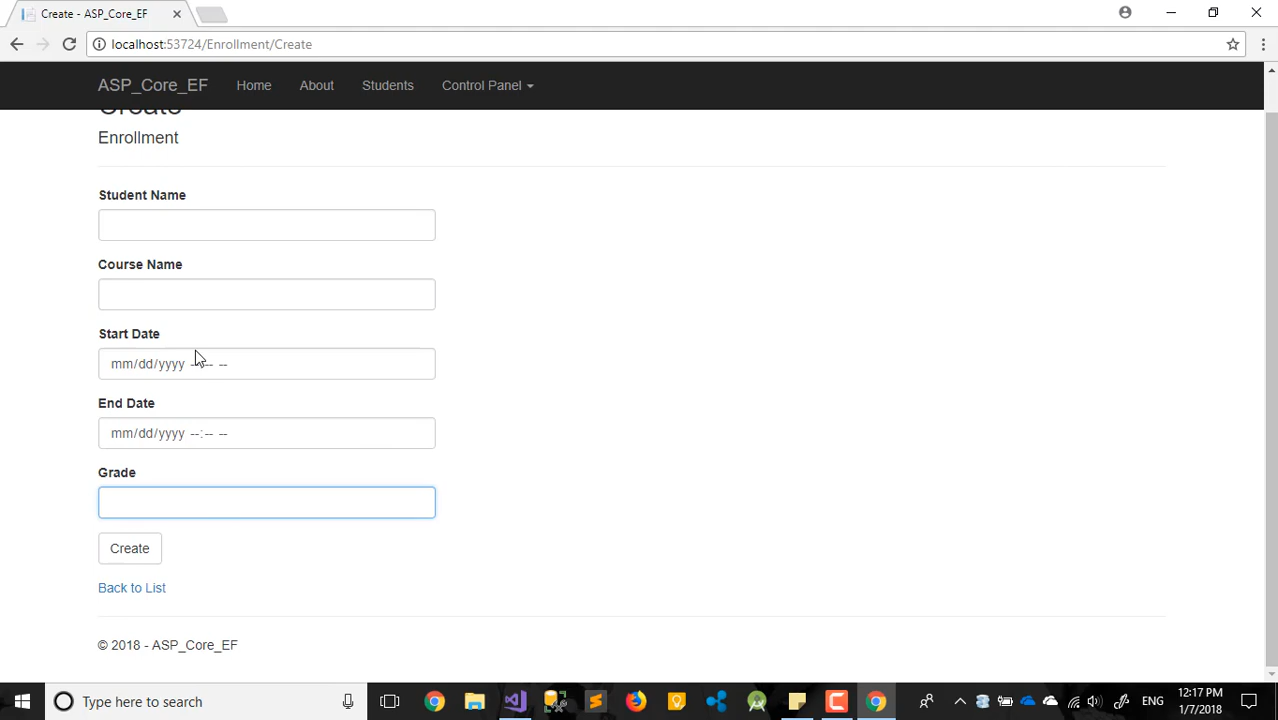 Create - ASP_Core_EF
localhost:53724/Enrollment/Create
ASP_Core_EF Home About Students Control Panel
Create
Enrollment
Student Name
Course Name
Start Date
mm/dd/yyyy --:-- --
End Date
mm/dd/yyyy --:-- --
Grade
Create
Back to List
© 2018 - ASP_Core_EF
Type here to search
ENG
12:17 PM
1/7/2018